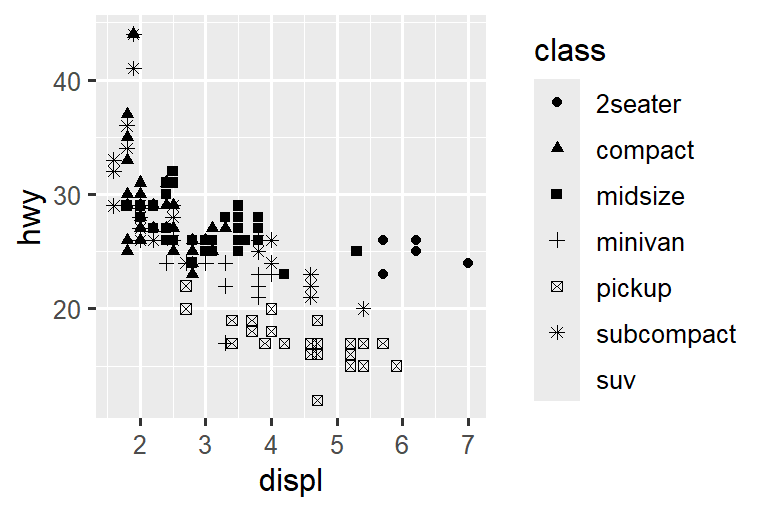 hwy
40
30
20
2 3 4 5 6 7
displ
class
2seater
compact
midsize
minivan
pickup
subcompact
suv